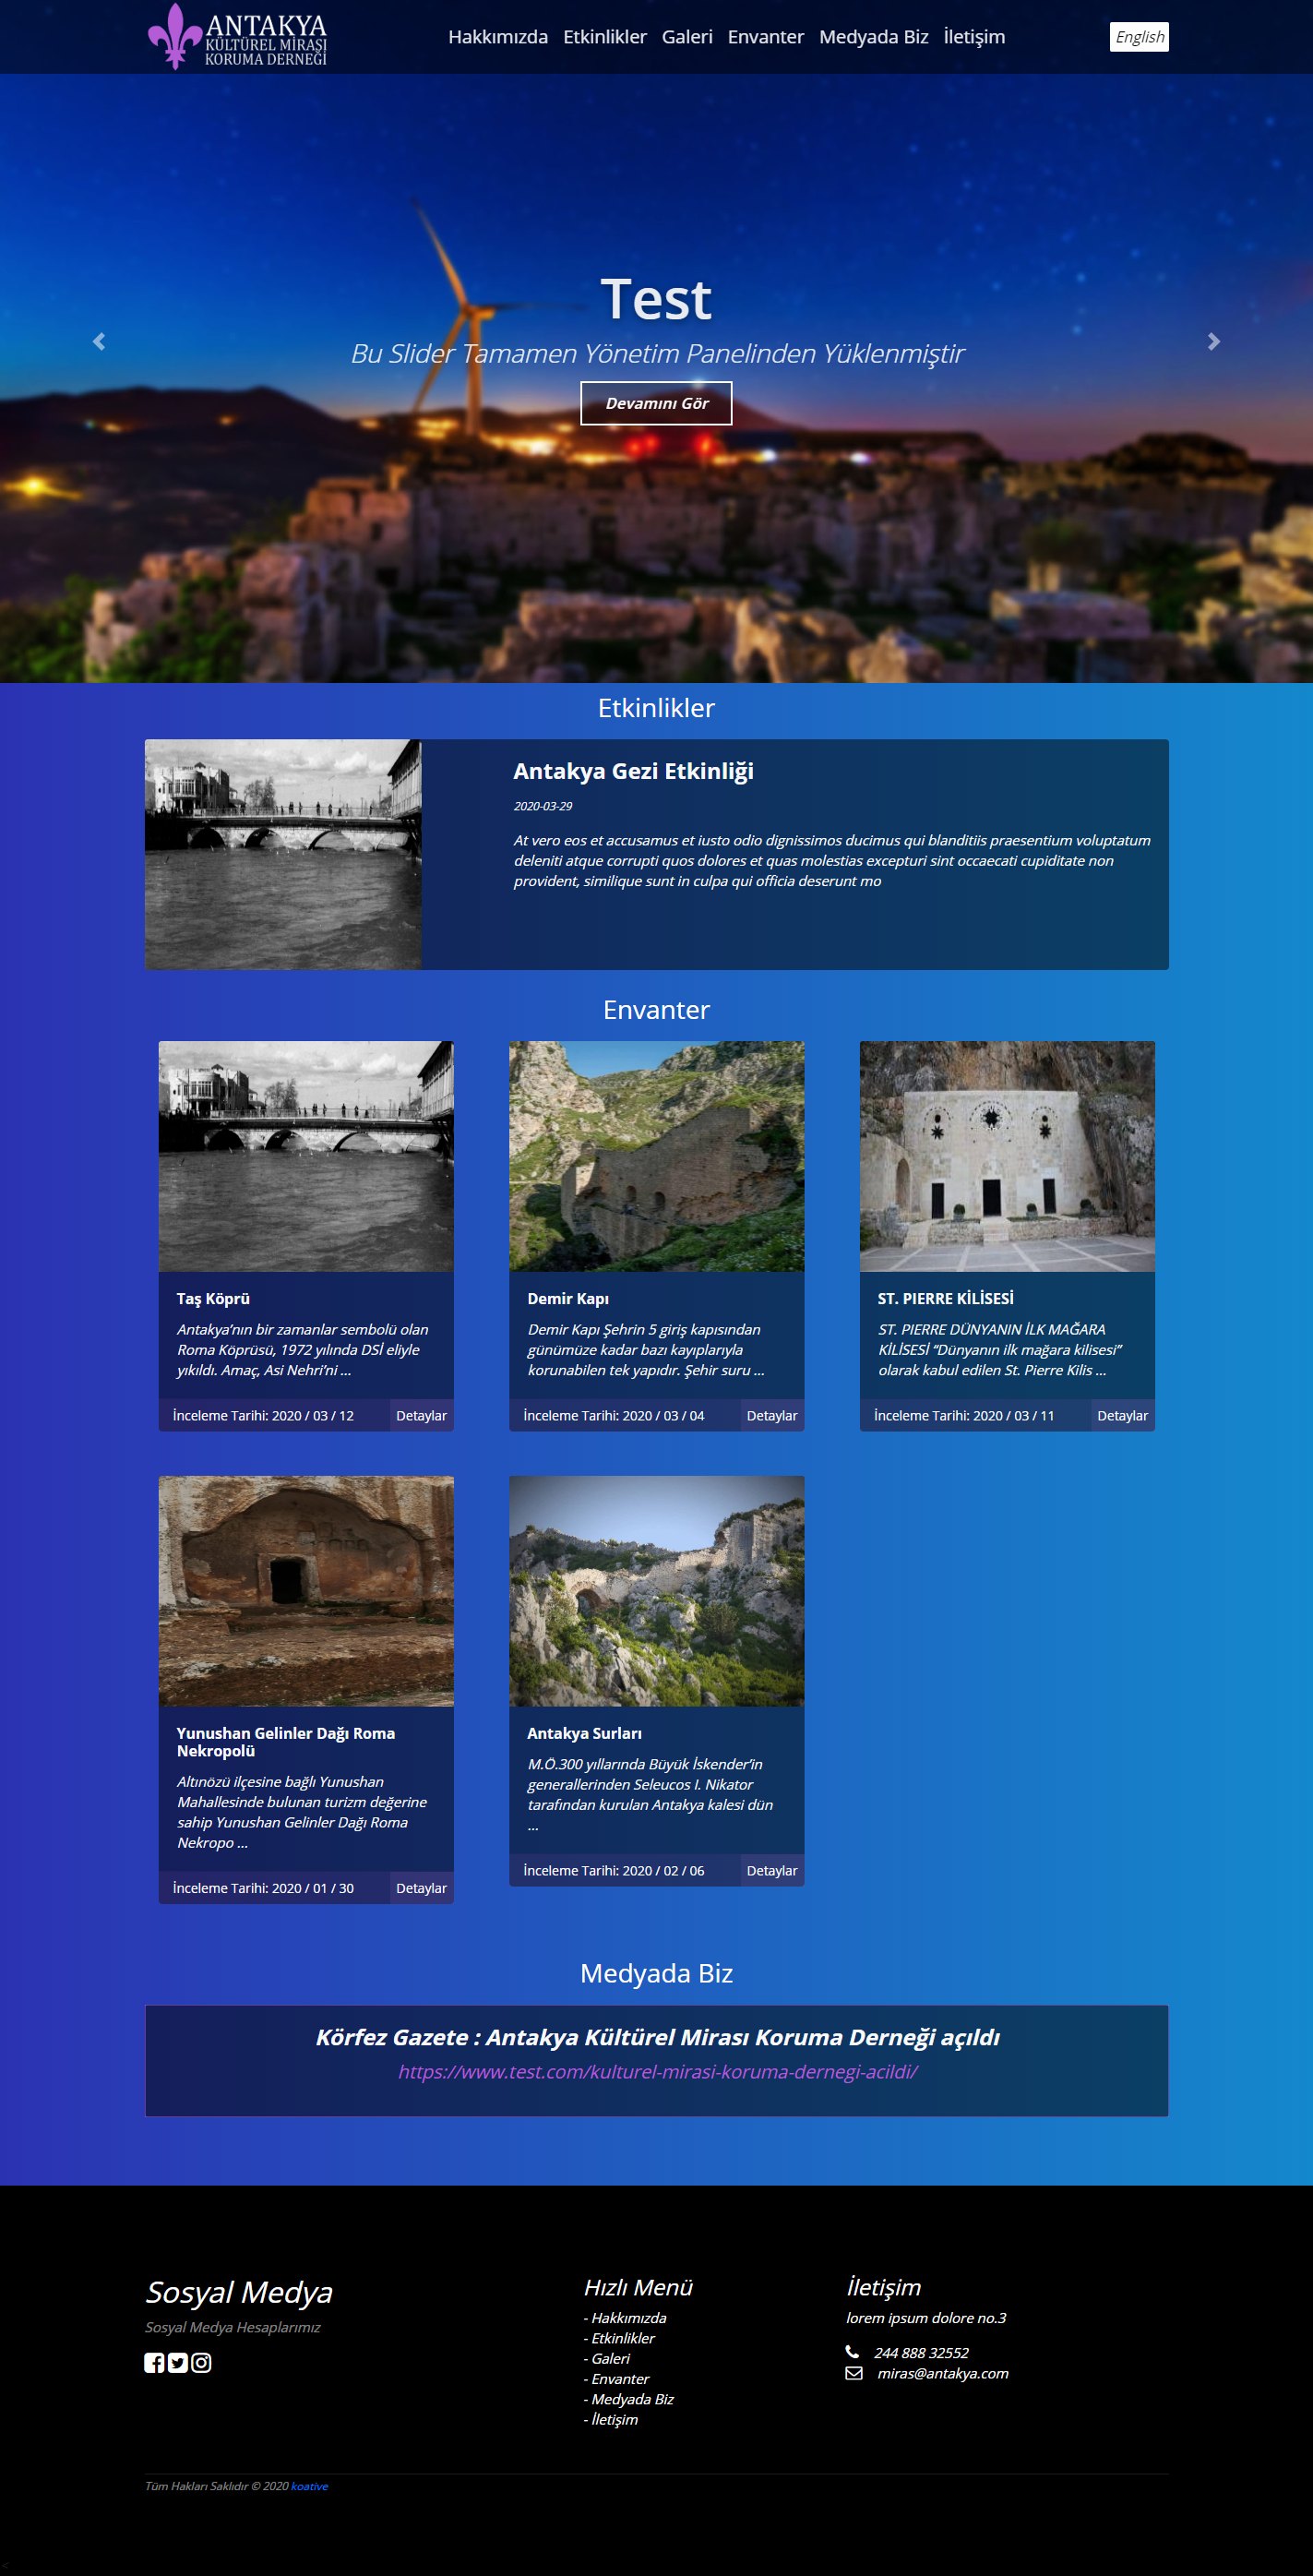 ANTAKYA
KÜLTÜREL MİRAŞI
KORUMA DERNEĞİ
Hakkımızda Etkinlikler Galeri Envanter Medyada Biz İletişim
English
Test
Bu Slider Tamamen Yönetim Panelinden Yüklenmiştir
Devamını Gör
Etkinlikler
Antakya Gezi Etkinliği
2020-03-29
At vero eos et accusamus et iusto odio dignissimos ducimus qui blanditiis praesentium voluptatum
deleniti atque corrupti quos dolores et quas molestias excepturi sint occaecati cupiditate non
provident, similique sunt in culpa qui officia deserunt mo
Envanter
Taş Köprü
Antakya’nın bir zamanlar sembolü olan
Roma Köprüsü, 1972 yılında DSİ eliyle
yıkıldı. Amaç, Asi Nehri’ni ...
İnceleme Tarihi: 2020 / 03 / 12 Detaylar
Demir Kapı
Demir Kapı Şehrin 5 giriş kapısından
günümüze kadar bazı kayıplarıyla
korunabilen tek yapıdır. Şehir suru ...
İnceleme Tarihi: 2020 / 03 / 04 Detaylar
ST. PIERRE KİLİSESİ
ST. PIERRE DÜNYANIN İLK MAĞARA
KİLİSESİ “Dünyanın ilk mağara kilisesi”
olarak kabul edilen St. Pierre Kilis ...
İnceleme Tarihi: 2020 / 03 / 11 Detaylar
Yunushan Gelinler Dağı Roma
Nekropolü
Altınözü ilçesine bağlı Yunushan
Mahallesinde bulunan turizm değerine
sahip Yunushan Gelinler Dağı Roma
Nekropo ...
İnceleme Tarihi: 2020 / 01 / 30 Detaylar
Antakya Surları
M.Ö.300 yıllarında Büyük İskender’in
generallerinden Seleucos I. Nikator
tarafından kurulan Antakya kalesi dün
...
İnceleme Tarihi: 2020 / 02 / 06 Detaylar
Medyada Biz
Körfez Gazete : Antakya Kültürel Mirası Koruma Derneği açıldı
https://www.test.com/kulturel-mirasi-koruma-dernegi-acildi/
Sosyal Medya
Sosyal Medya Hesaplarımız
Hızlı Menü
- Hakkımızda
- Etkinlikler
- Galeri
- Envanter
- Medyada Biz
- İletişim
İletişim
lorem ipsum dolore no.3
244 888 32552
miras@antakya.com
Tüm Hakları Saklıdır © 2020 koative
<